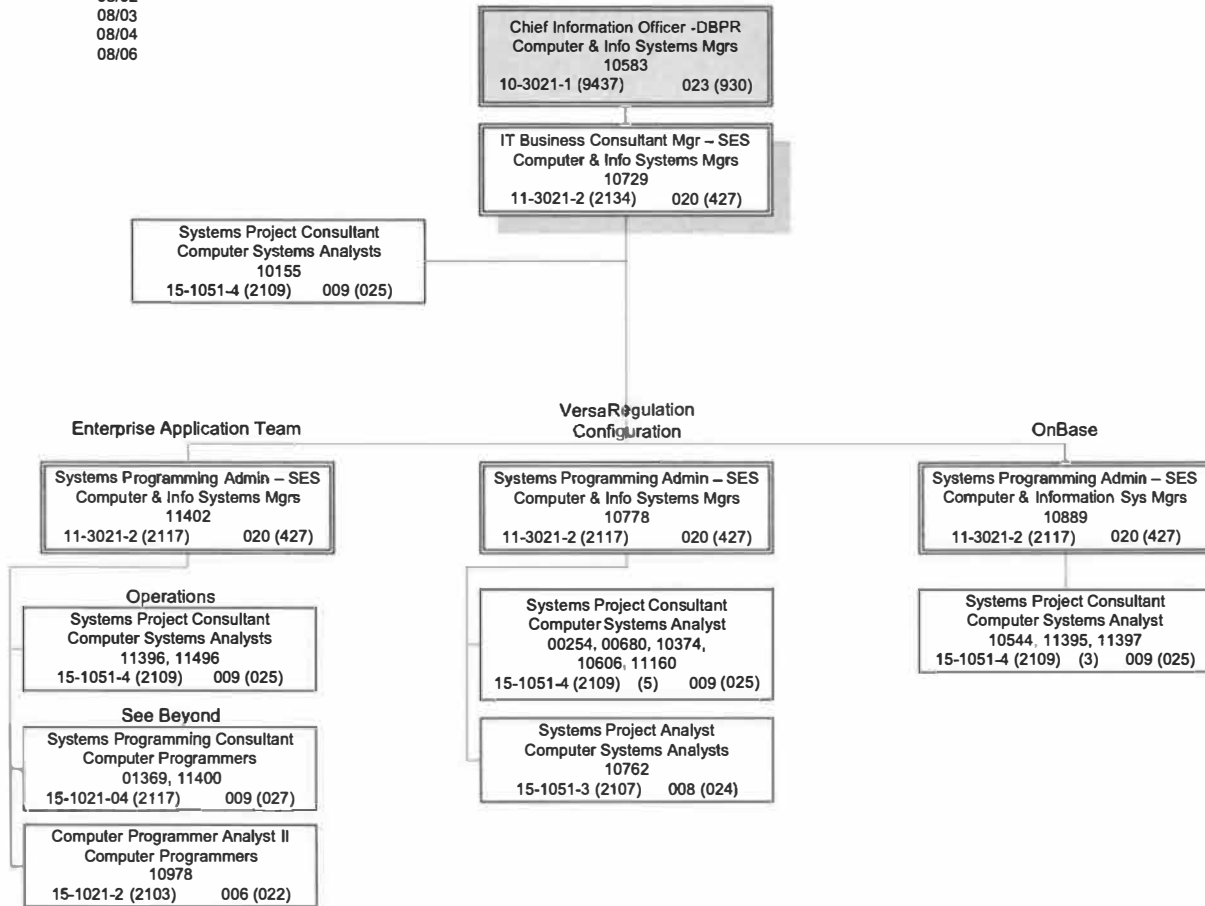 08/03
08/04
08/06
Chief Information Officer -DBPR
Computer & Info Systems Mgrs
10583
10-3021-1 (9437) 023 (930)
IT Business Consultant Mgr – SES
Computer & Info Systems Mgrs
10729
11-3021-2 (2134) 020 (427)
Systems Project Consultant
Computer Systems Analysts
10155
15-1051-4 (2109) 009 (025)
Enterprise Application Team
VersaRegulation
Configuration
OnBase
Systems Programming Admin – SES
Computer & Info Systems Mgrs
11402
11-3021-2 (2117) 020 (427)
Systems Programming Admin – SES
Computer & Info Systems Mgrs
10778
11-3021-2 (2117) 020 (427)
Systems Programming Admin – SES
Computer & Information Sys Mgrs
10889
11-3021-2 (2117) 020 (427)
Operations
Systems Project Consultant
Computer Systems Analysts
11396, 11496
15-1051-4 (2109) 009 (025)
See Beyond
Systems Programming Consultant
Computer Programmers
01369, 11400
15-1021-04 (2117) 009 (027)
Computer Programmer Analyst II
Computer Programmers
10978
15-1021-2 (2103) 006 (022)
Systems Project Consultant
Computer Systems Analyst
00254, 00680, 10374,
10606, 11160
15-1051-4 (2109) (5) 009 (025)
Systems Project Analyst
Computer Systems Analysts
10762
15-1051-3 (2107) 008 (024)
Systems Project Consultant
Computer Systems Analyst
10544, 11395, 11397
15-1051-4 (2109) (3) 009 (025)